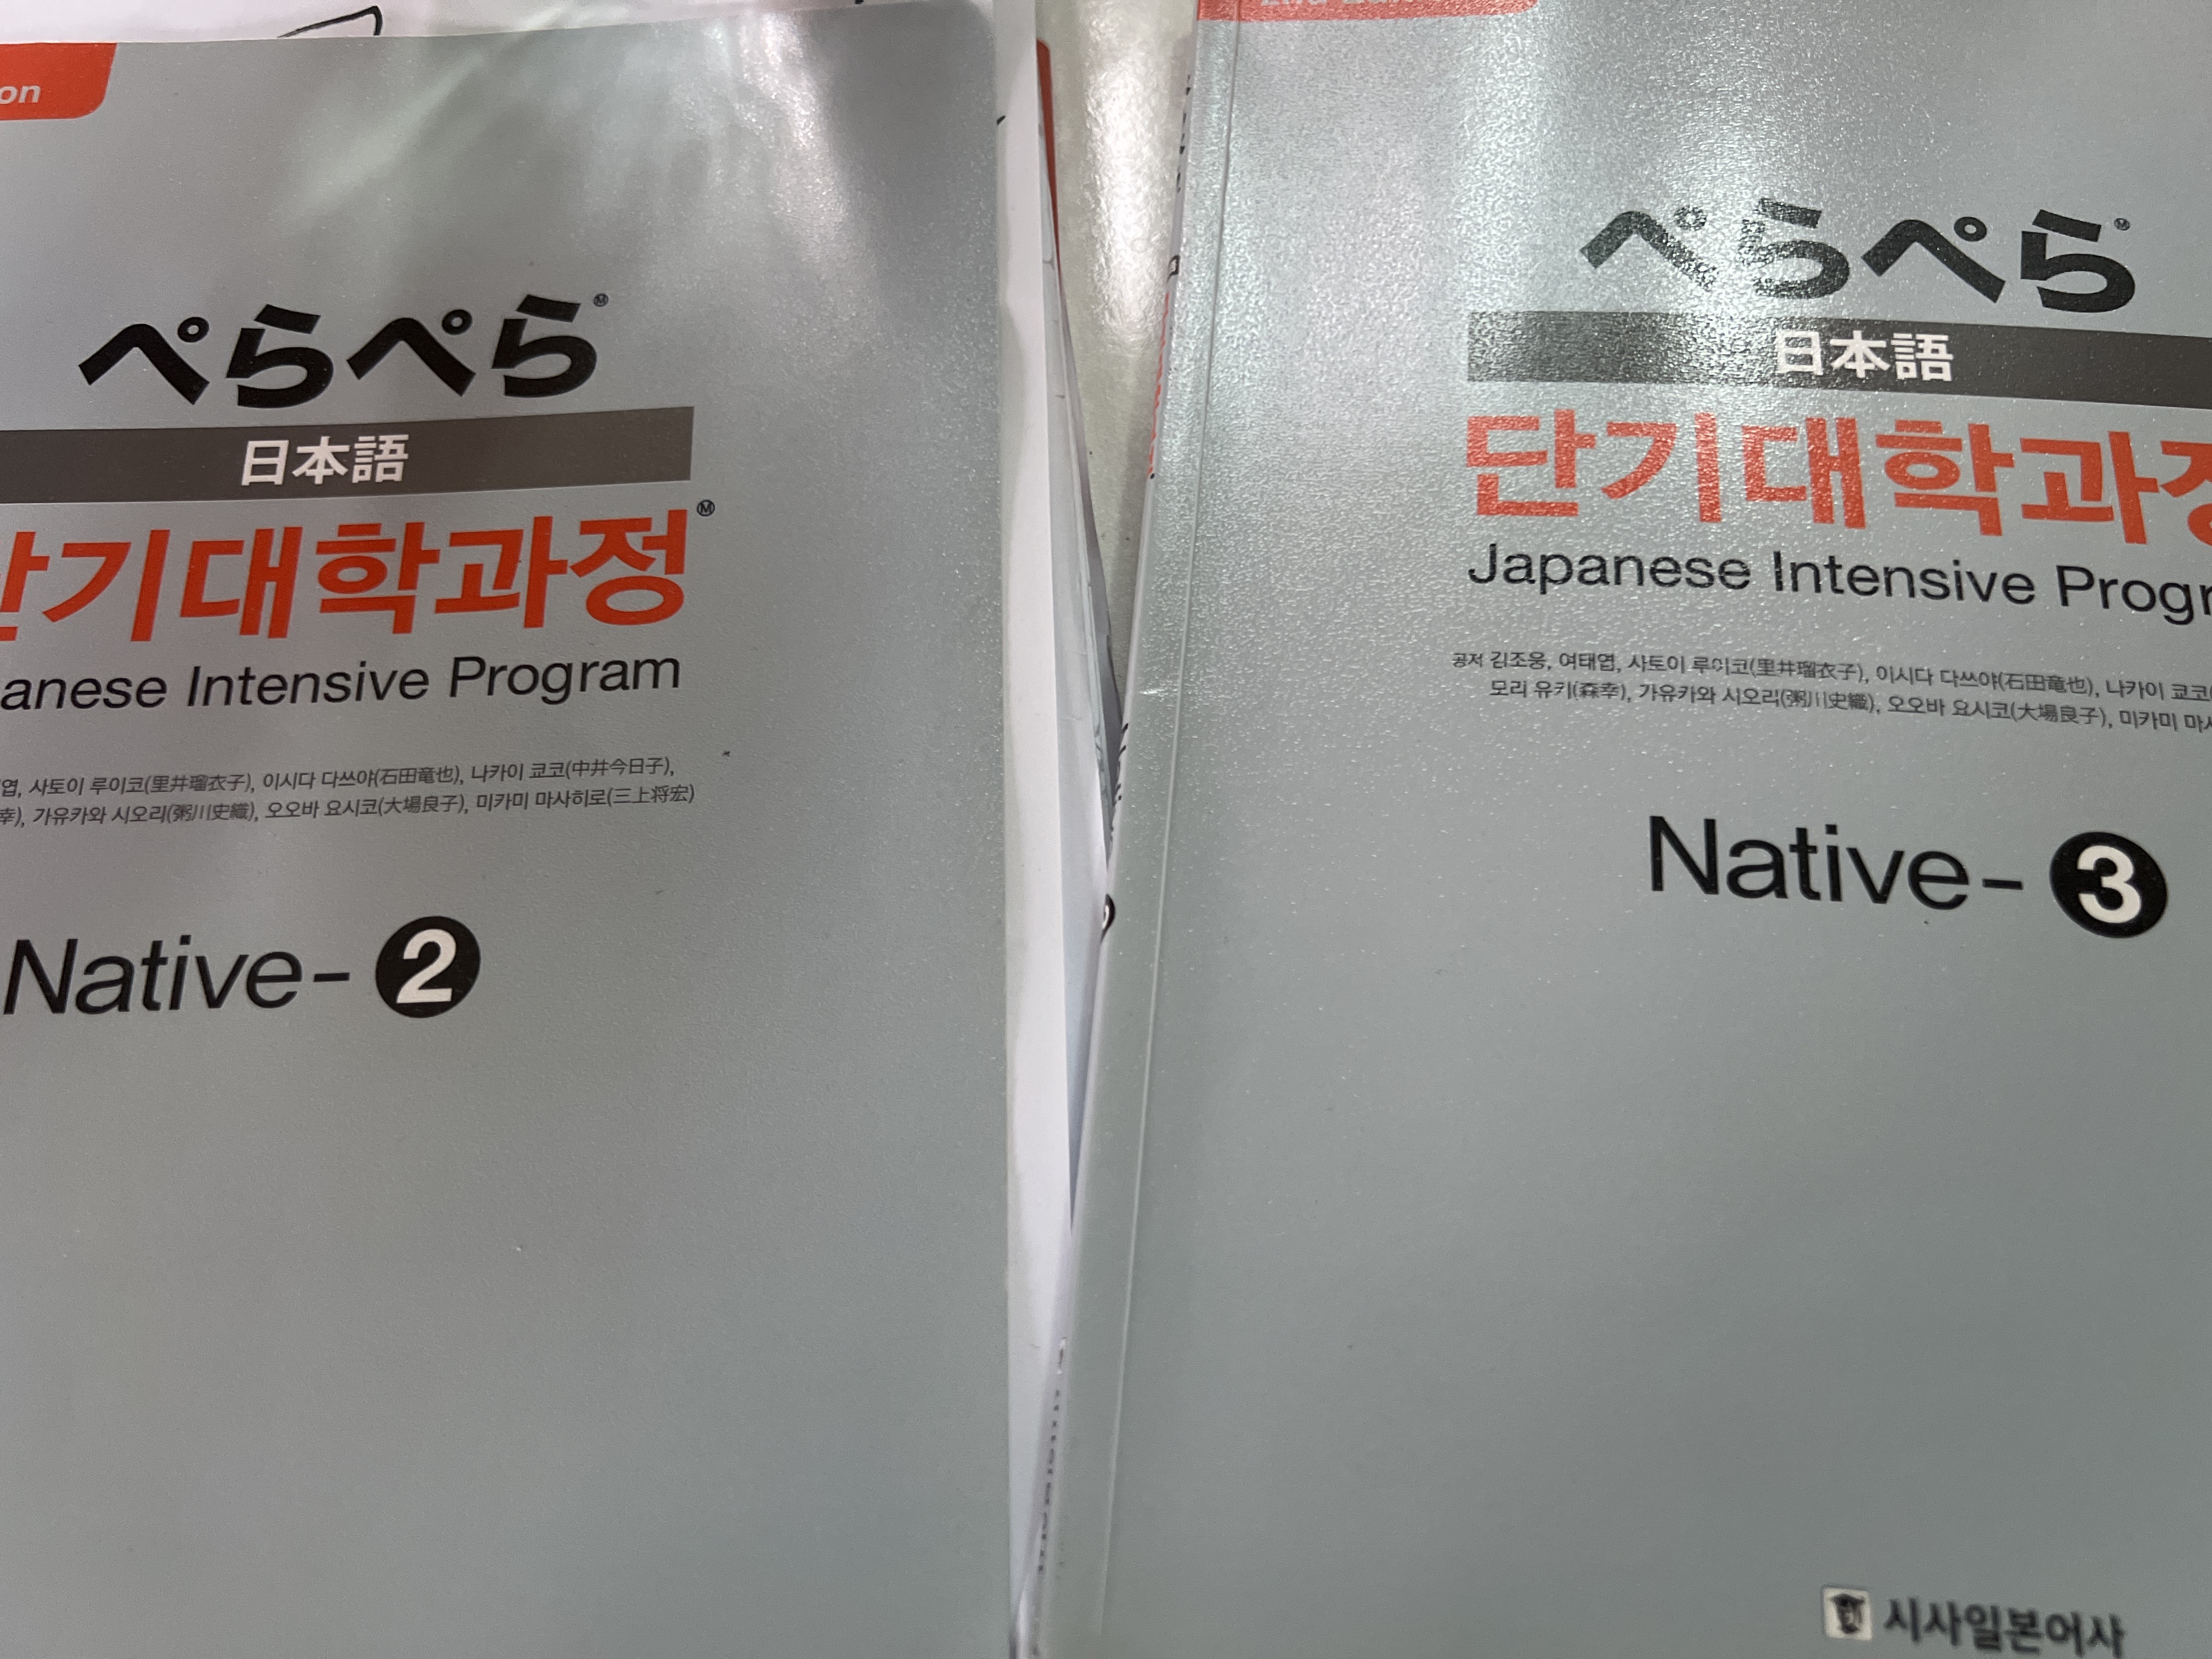 on
ぺらぺら
日本語
단기대학과정
anese Intensive Program
엽, 사토이 루이코(里井瑠衣子), 이시다 다쓰야(石田竜也), 나카이 쿄코(中井今日子),
幸), 가유카와 시오리(粥川史織), 오오바 요시코(大場良子), 미카미 마사히로(三上将宏)
Native-2
ぺらぺら
日本語
단기대학과정
Japanese Intensive Progr
공저 김조웅, 여태엽, 사토이 루이코(里井瑠衣子), 이시다 다쓰야(石田竜也), 나카이 쿄코(
모리 유키(森幸), 가유카와 시오리(粥川史織), 오오바 요시코(大場良子), 미카미 마사
Native-3
시사일본어사